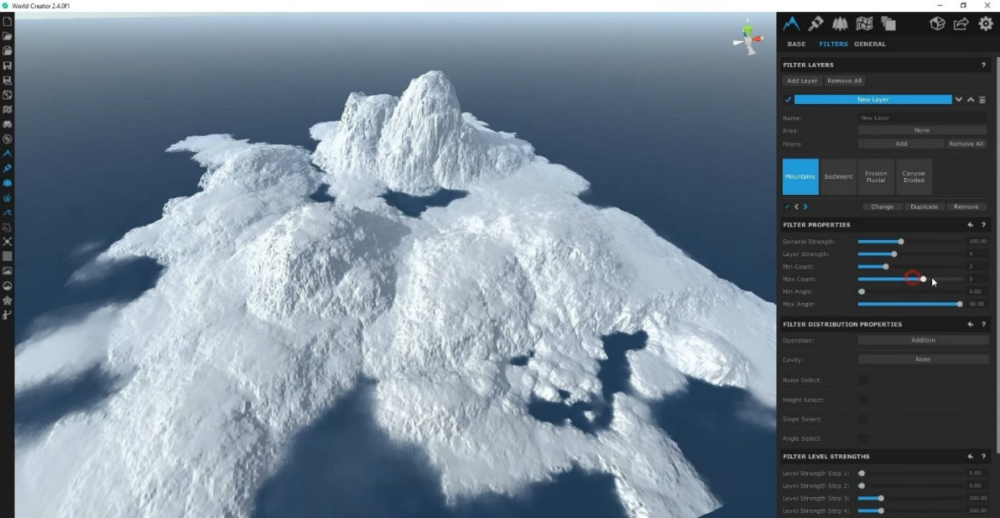 World Creator 2.4.0f1
BASE FILTERS GENERAL
FILTER LAYERS ?
Add Layer Remove All
New Layer
Name: New Layer
Area: None
Filters: Add Remove All
Mountains Sediment Erosion Fluvial Canyon Eroded
Change Duplicate Remove
FILTER PROPERTIES ?
General Strength: 100.00
Layer Strength: 4
Min Count: 2
Max Count: 5
Min Angle: 0.00
Max Angle: 90.00
FILTER DISTRIBUTION PROPERTIES ?
Operation: Addition
Cavity: None
Noise Select:
Height Select:
Slope Select:
Angle Select:
FILTER LEVEL STRENGTHS ?
Level Strength Step 1: 0.00
Level Strength Step 2: 0.00
Level Strength Step 3: 100.00
Level Strength Step 4: 100.00